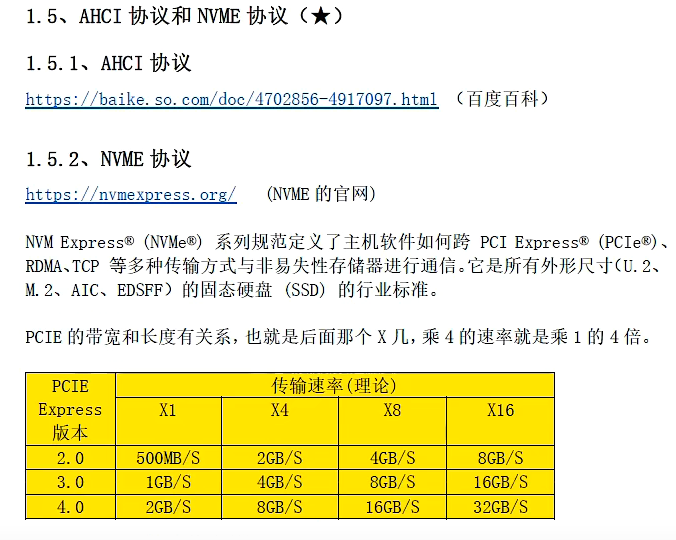 1.5、AHCI 协议和 NVME 协议（★）
1.5.1、AHCI 协议
https://baike.so.com/doc/4702856-4917097.html （百度百科）
1.5.2、NVME 协议
https://nvmexpress.org/ (NVME 的官网)
NVM Express® (NVMe®) 系列规范定义了主机软件如何跨 PCI Express® (PCIe®)、
RDMA、TCP 等多种传输方式与非易失性存储器进行通信。它是所有外形尺寸（U.2、
M.2、AIC、EDSFF）的固态硬盘 (SSD) 的行业标准。
PCIE 的带宽和长度有关系，也就是后面那个 X 几，乘 4 的速率就是乘 1 的 4 倍。
PCIE Express 版本 传输速率(理论)
X1 X4 X8 X16
2.0 500MB/S 2GB/S 4GB/S 8GB/S
3.0 1GB/S 4GB/S 8GB/S 16GB/S
4.0 2GB/S 8GB/S 16GB/S 32GB/S